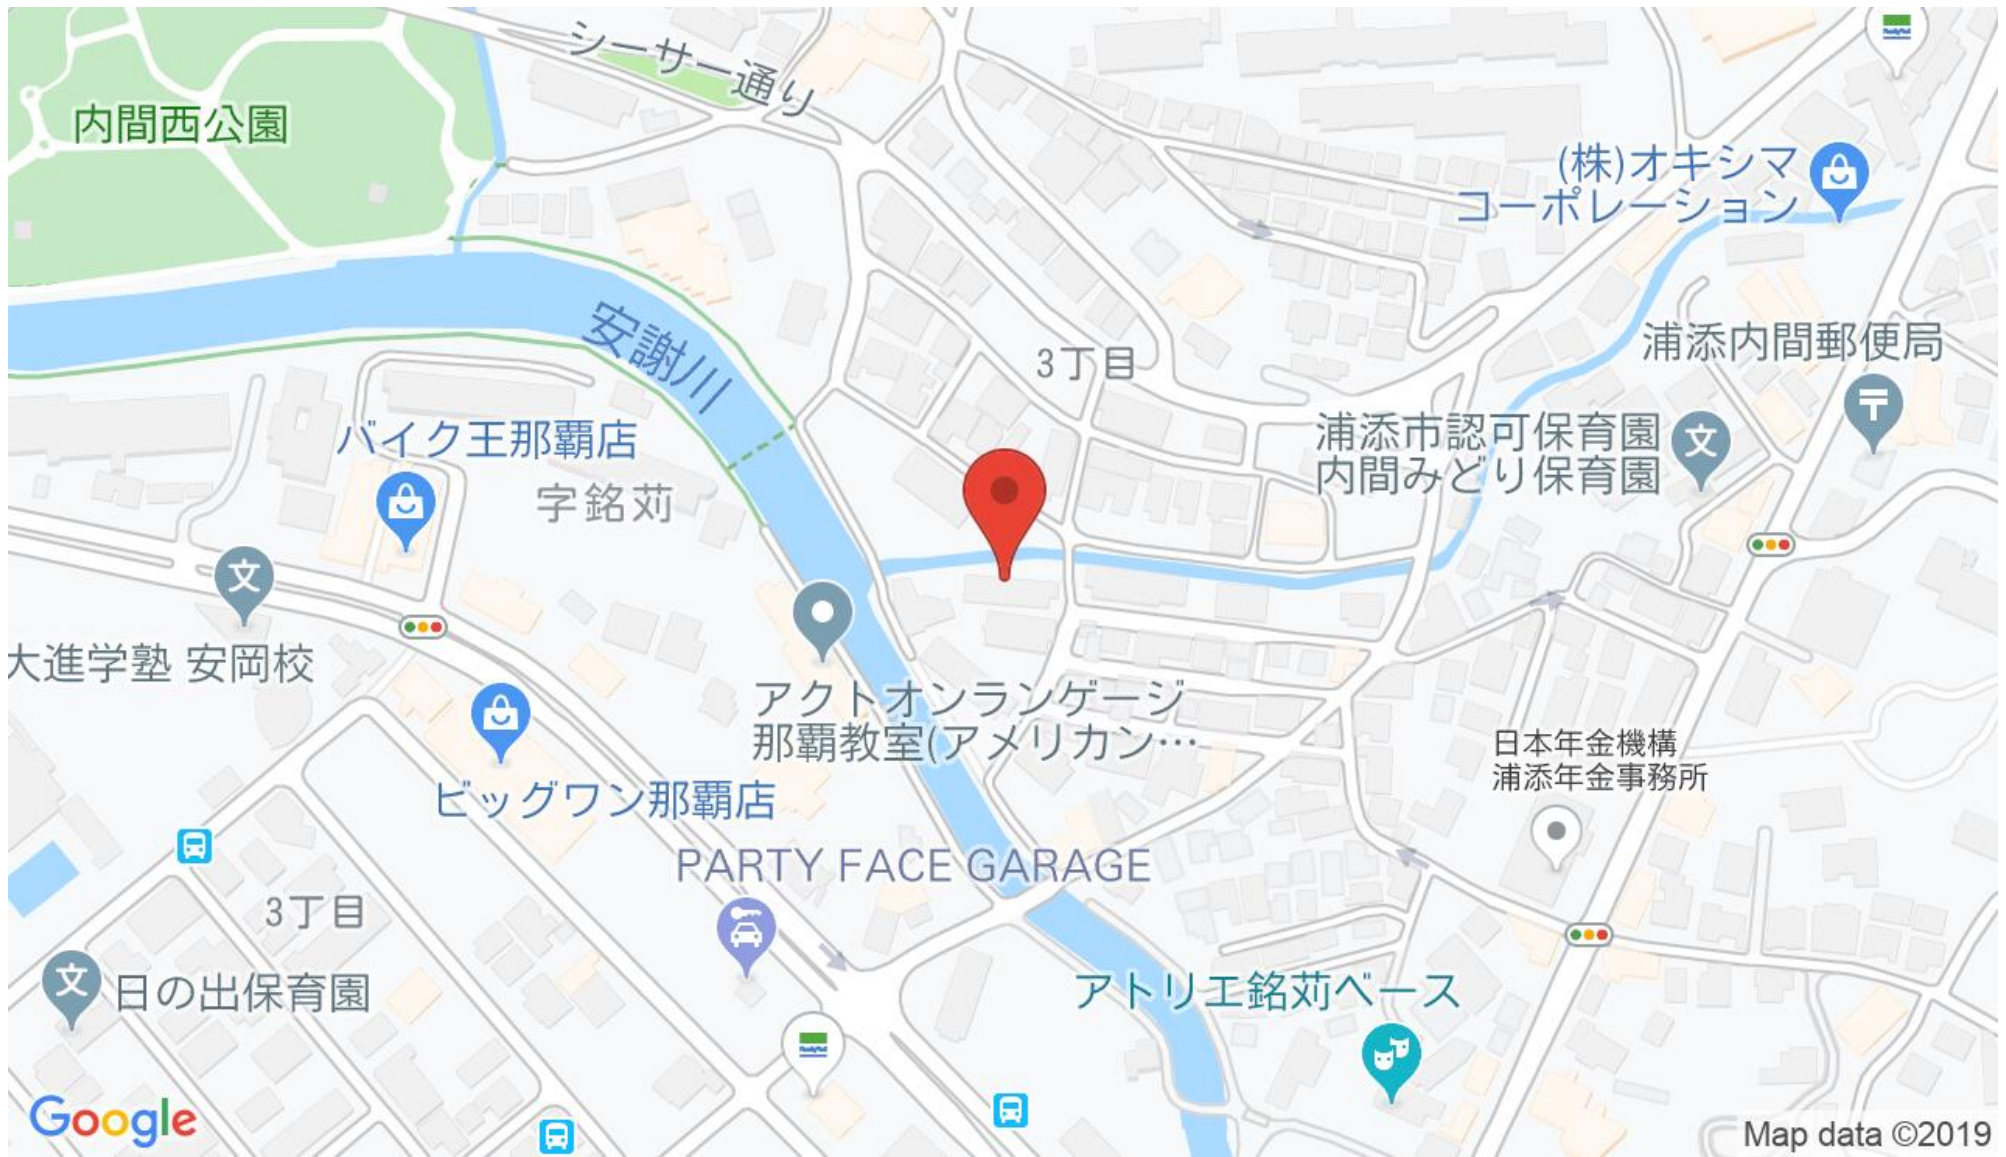 シーサー通り
内間西公園
(株)オキシマ
コーポレーション
安謝川
3丁目
浦添内間郵便局
浦添市認可保育園
内間みどり保育園
バイク王那覇店
字銘苅
大進学塾 安岡校
アクトオンランゲージ
那覇教室(アメリカン…
日本年金機構
浦添年金事務所
ビッグワン那覇店
PARTY FACE GARAGE
3丁目
日の出保育園
アトリエ銘苅ベース
Google
Map data ©2019